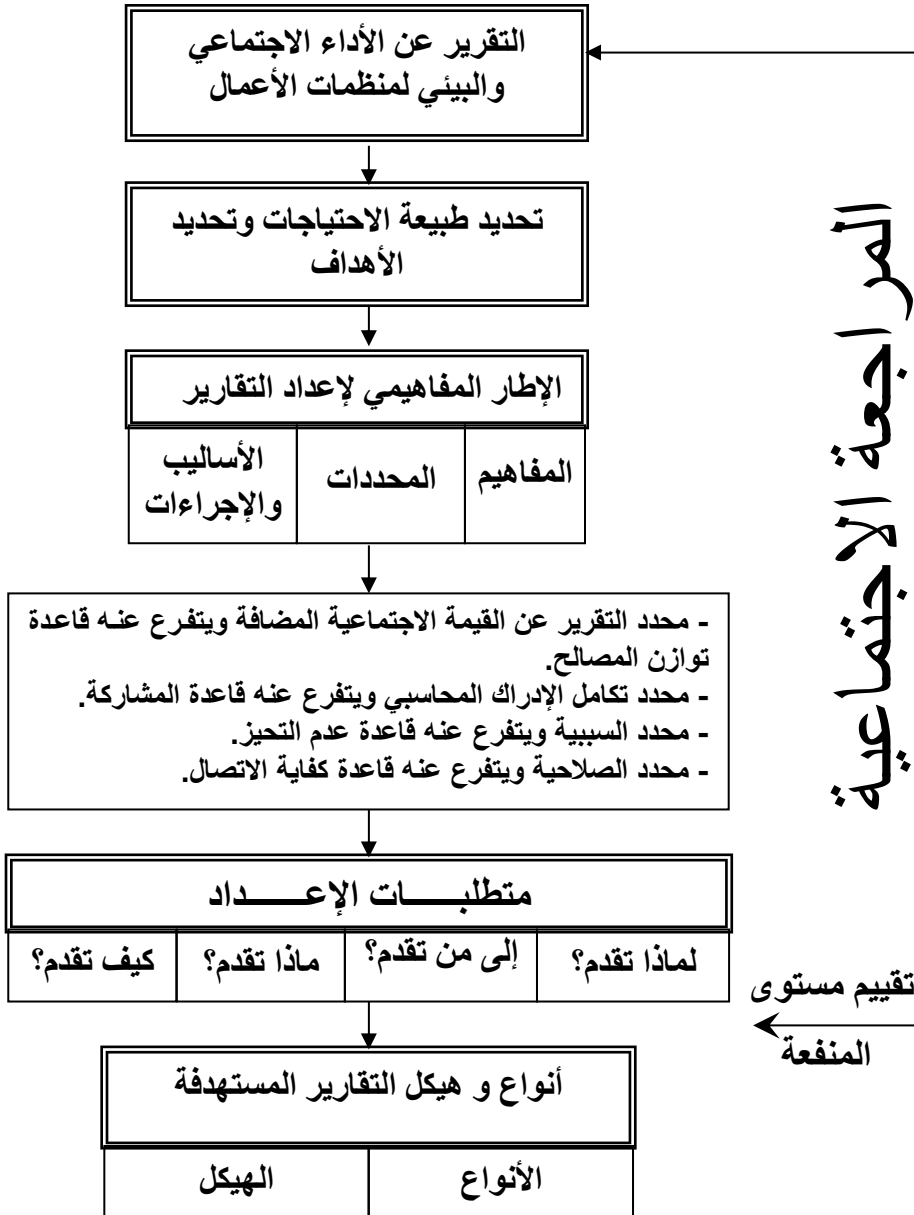 التقرير عن الأداء الاجتماعي
والبيئي لمنظمات الأعمال
تحديد طبيعة الاحتياجات وتحديد
الأهداف
الإطار المفاهيمي لإعداد التقارير
المفاهيم
المحددات
الأساليب
والإجراءات
- محدد التقرير عن القيمة الاجتماعية المضافة ويتفرع عنه قاعدة
توازن المصالح.
- محدد تكامل الإدراك المحاسبي ويتفرع عنه قاعدة المشاركة.
- محدد السببية ويتفرع عنه قاعدة عدم التحيز.
- محدد الصلاحية ويتفرع عنه قاعدة كفاية الاتصال.
متطلبـــــات الإعـــــــداد
لماذا تقدم؟
إلى من تقدم؟
ماذا تقدم؟
كيف تقدم؟
أنواع و هيكل التقارير المستهدفة
الأنواع
الهيكل
المراجعة الاجتماعية
تقييم مستوى
المنفعة